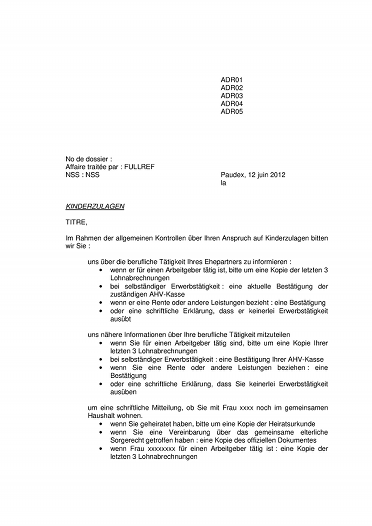 ADR01
ADR02
ADR03
ADR04
ADR05
No de dossier :
Affaire traitée par : FULLREF
NSS : NSS
Paudex, 12 juin 2012
la
KINDERZULAGEN
TITRE,
Im Rahmen der allgemeinen Kontrollen über Ihren Anspruch auf Kinderzulagen bitten
wir Sie :
uns über die berufliche Tätigkeit Ihres Ehepartners zu informieren :
• wenn er für einen Arbeitgeber tätig ist, bitte um eine Kopie der letzten 3
Lohnabrechnungen
• bei selbständiger Erwerbstätigkeit : eine aktuelle Bestätigung der
zuständigen AHV-Kasse
• wenn er eine Rente oder andere Leistungen bezieht : eine Bestätigung
• oder eine schriftliche Erklärung, dass er keinerlei Erwerbstätigkeit
ausübt
uns nähere Informationen über Ihre berufliche Tätigkeit mitzuteilen
• wenn Sie für einen Arbeitgeber tätig sind, bitte um eine Kopie Ihrer
letzten 3 Lohnabrechnungen
• bei selbständiger Erwerbstätigkeit : eine Bestätigung Ihrer AHV-Kasse
• wenn Sie eine Rente oder andere Leistungen beziehen : eine
Bestätigung
• oder eine schriftliche Erklärung, dass Sie keinerlei Erwerbstätigkeit
ausüben
um eine schriftliche Mitteilung, ob Sie mit Frau xxxx noch im gemeinsamen
Haushalt wohnen.
• wenn Sie geheiratet haben, bitte um eine Kopie der Heiratsurkunde
• wenn Sie eine Vereinbarung über das gemeinsame elterliche
Sorgerecht getroffen haben : eine Kopie des offiziellen Dokumentes
• wenn Frau xxxxxxxx für einen Arbeitgeber tätig ist : eine Kopie der
letzten 3 Lohnabrechnungen